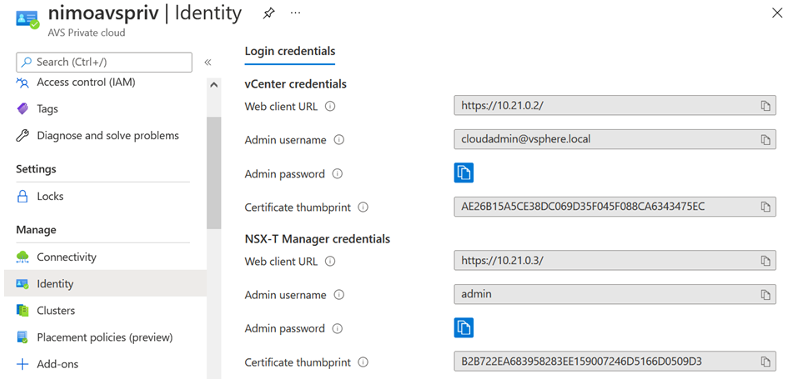 nimoavspriv | Identity
AVS Private cloud
Search (Ctrl+/)
Access control (IAM)
Tags
Diagnose and solve problems
Settings
Locks
Manage
Connectivity
Identity
Clusters
Placement policies (preview)
Add-ons
Login credentials
vCenter credentials
Web client URL https://10.21.0.2/
Admin username cloudadmin@vsphere.local
Admin password
Certificate thumbprint AE26B15A5CE38DC069D35F045F088CA6343475EC
NSX-T Manager credentials
Web client URL https://10.21.0.3/
Admin username admin
Admin password
Certificate thumbprint B2B722EA683958283EE159007246D5166D0509D3